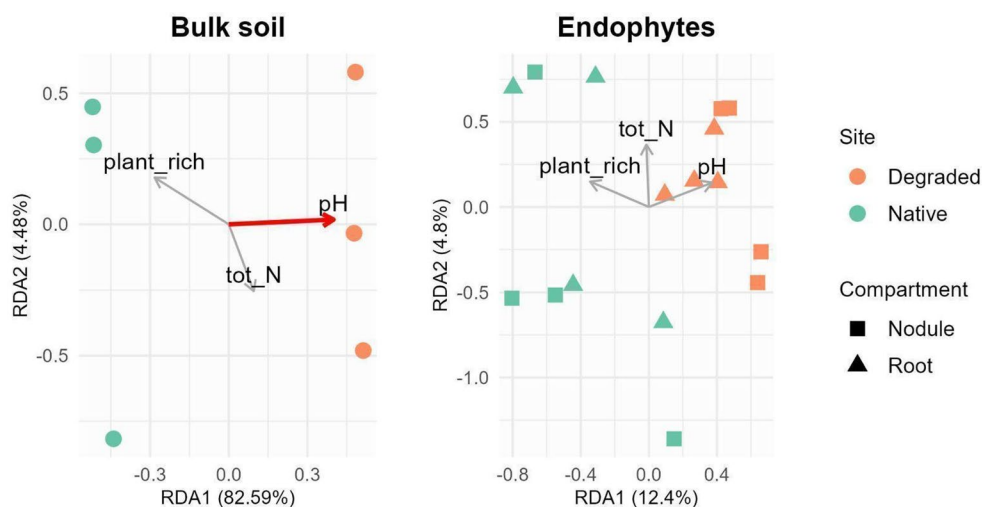 Bulk soil
0.5
0.0
-0.5
-0.3
0.0
0.3
RDA2 (4.48%)
RDA1 (82.59%)
plant_rich
pH
tot_N
Endophytes
0.5
0.0
-0.5
-1.0
-0.8
-0.4
0.0
0.4
RDA2 (4.8%)
RDA1 (12.4%)
tot_N
plant_rich
pH
Site
Degraded
Native
Compartment
Nodule
Root